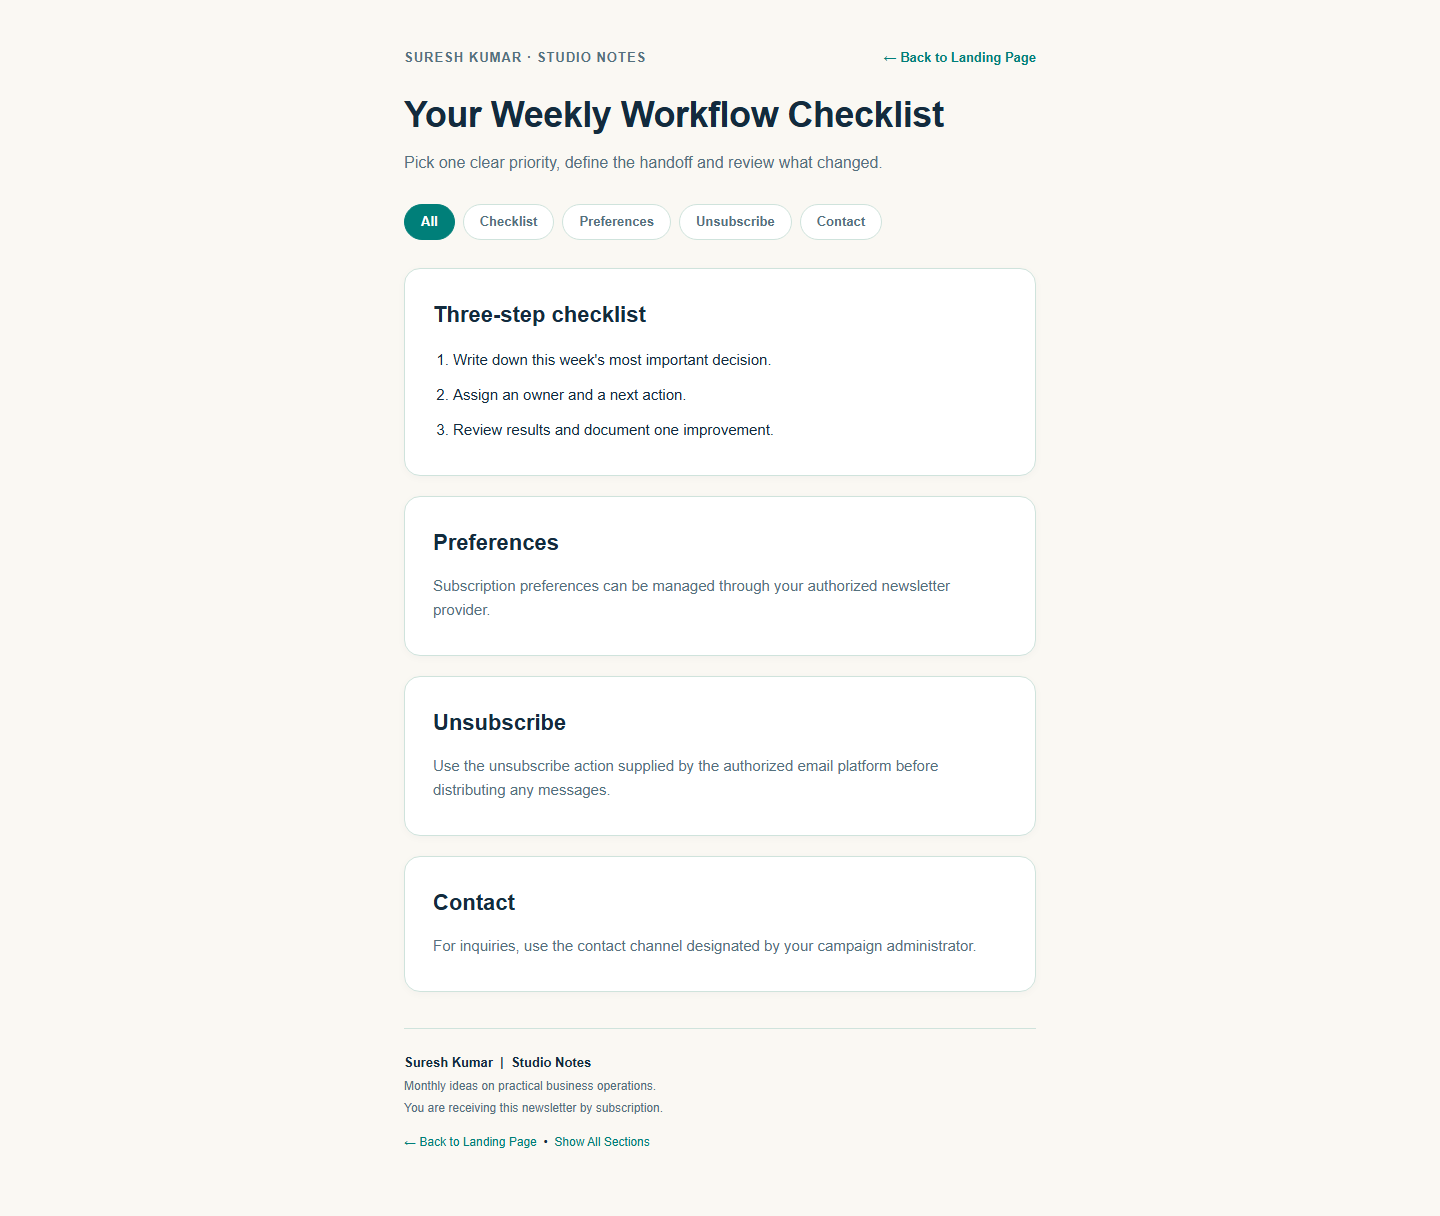 SURESH KUMAR · STUDIO NOTES
← Back to Landing Page
Your Weekly Workflow Checklist
Pick one clear priority, define the handoff and review what changed.
All
Checklist
Preferences
Unsubscribe
Contact
Three-step checklist
1. Write down this week's most important decision.
2. Assign an owner and a next action.
3. Review results and document one improvement.
Preferences
Subscription preferences can be managed through your authorized newsletter
provider.
Unsubscribe
Use the unsubscribe action supplied by the authorized email platform before
distributing any messages.
Contact
For inquiries, use the contact channel designated by your campaign administrator.
Suresh Kumar | Studio Notes
Monthly ideas on practical business operations.
You are receiving this newsletter by subscription.
← Back to Landing Page • Show All Sections